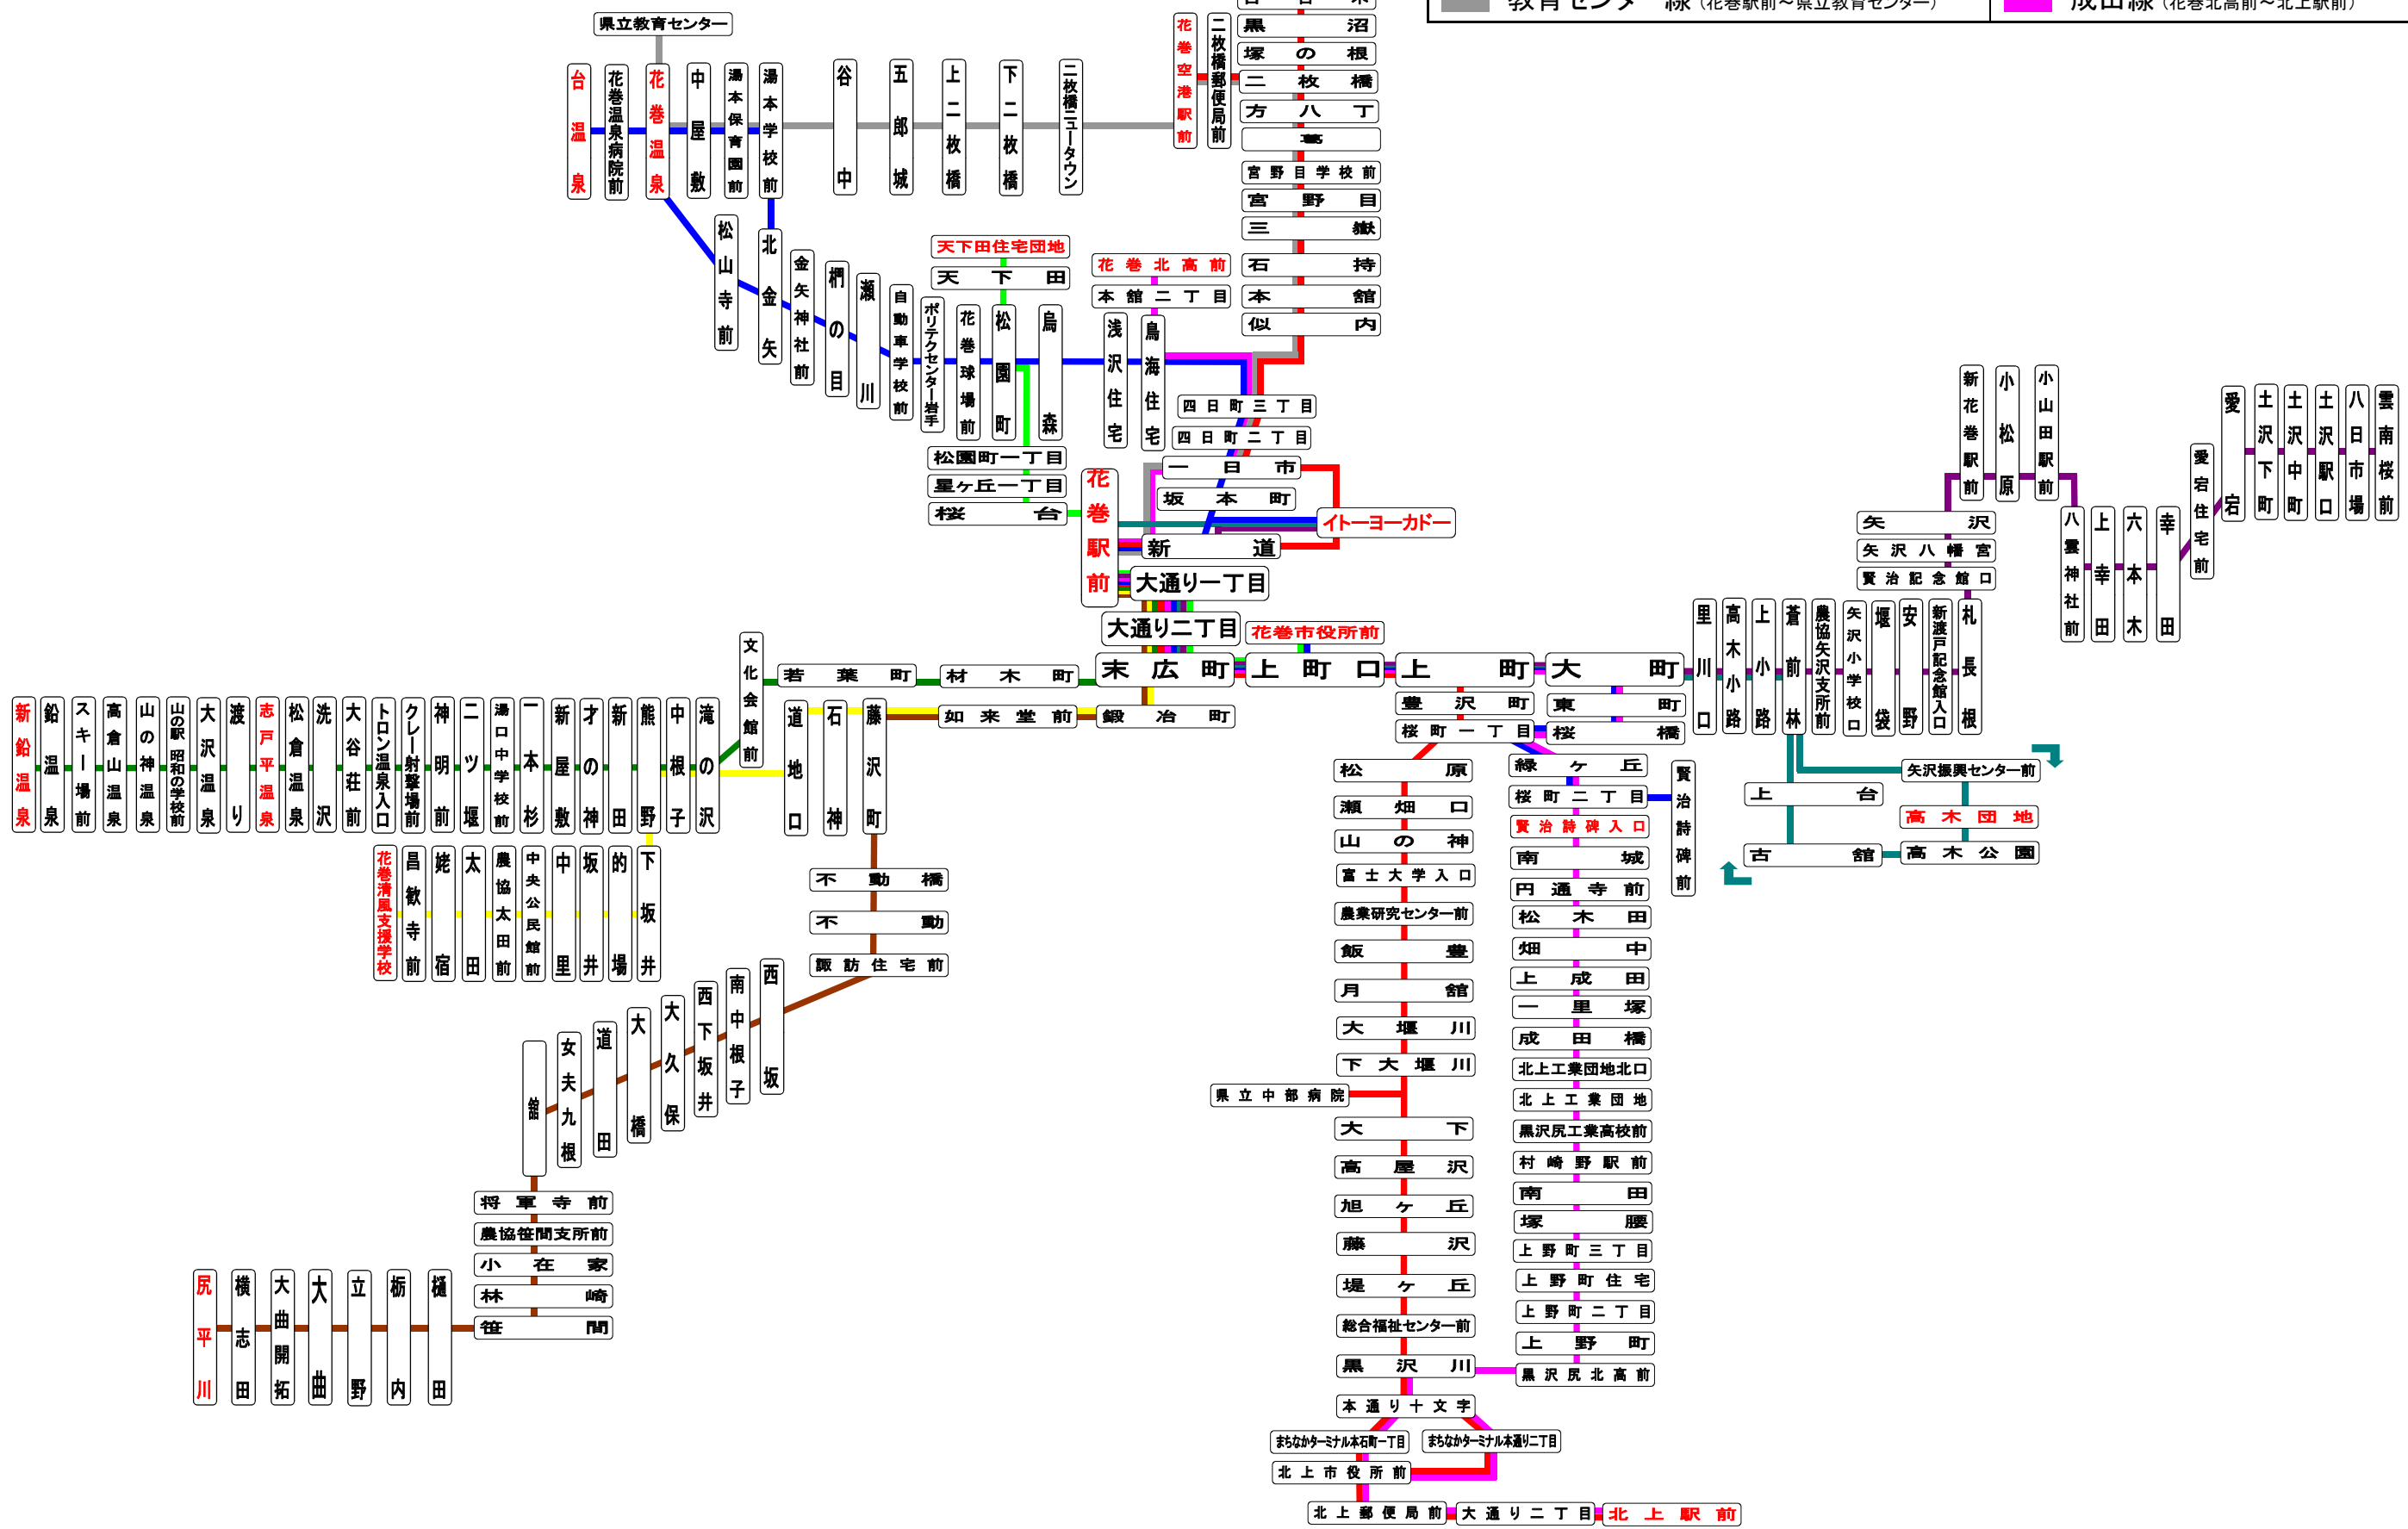 教育センター線（花巻駅前～県立教育センター）
成田線（花巻北高前～北上駅前）
県立教育センター
台温泉
花巻温泉病院前
花巻温泉
中屋敷
湯本保育園前
湯本学校前
谷中
五郎城
上二枚橋
下二枚橋
二枚橋ニュータウン
花巻空港駅前
二枚橋郵便局前
黒沼
塚の根
二枚橋
方八丁
葛
宮野目学校前
宮野目
三嶽
石持
本舘
似内
松山寺前
北金矢
金矢神社前
椚の目
瀬川
自動車学校前
ポリテクセンター岩手
花巻球場前
松園町
烏森
天下田住宅団地
天下田
花巻北高前
本舘二丁目
浅沢住宅
鳥海住宅
四日町三丁目
四日町二丁目
一日市
坂本町
イトーヨーカドー
新道
松園町一丁目
星ヶ丘一丁目
桜台
花巻駅前
大通り一丁目
大通り二丁目
花巻市役所前
末広町
上町口
上町
大町
新花巻駅前
小松原
小山田駅前
矢沢
矢沢八幡宮
賢治記念館口
八雲神社前
上幸田
六本木
幸田
愛宕住宅前
愛宕
土沢下町
土沢中町
土沢駅口
八日市場
雲南桜前
里川口
高木小路
上小路
蒼前林
農協矢沢支所前
矢沢小学校口
堰袋
安野
新渡戸記念館入口
札長根
矢沢振興センター前
上台
高木団地
古舘
高木公園
文化会館前
若葉町
材木町
如来堂前
鍛冶町
道地口
石神
藤沢町
新鉛温泉
鉛温泉
スキー場前
高倉山温泉
山の神温泉
山の駅 昭和の学校前
大沢温泉
渡り
志戸平温泉
松倉温泉
洗沢
大谷荘前
トロン温泉入口
クレー射撃場前
神明前
二ツ堰
湯口中学校前
一本杉
新屋敷
才の神
新田
熊野
中根子
滝の沢
花巻清風支援学校
昌歓寺前
姥宿
太田
農協太田前
中央公民館前
中里
坂井
的場
下坂井
不動橋
不動
諏訪住宅前
西坂
南中根子
西下坂井
大久保
大橋
道田
女夫九根
舘
将軍寺前
農協笹間支所前
小在家
林崎
笹間
尻平川
横志田
大曲開拓
大曲
立野
栃内
樋田
豊沢町
桜町一丁目
東町
桜橋
松原
瀬畑口
山の神
富士大学入口
農業研究センター前
飯豊
月舘
大堰川
下大堰川
県立中部病院
大下
高屋沢
旭ヶ丘
藤沢
堤ヶ丘
総合福祉センター前
黒沢川
本通り十文字
まちなかターミナル本石町一丁目
まちなかターミナル本通り二丁目
北上市役所前
北上郵便局前
大通り二丁目
北上駅前
緑ヶ丘
桜町二丁目
賢治詩碑前
賢治詩碑入口
南城
円通寺前
松木田
畑中
上成田
一里塚
成田橋
北上工業団地北口
北上工業団地
黒沢尻工業高校前
村崎野駅前
南田
塚腰
上野町三丁目
上野町住宅
上野町二丁目
上野町
黒沢尻北高前